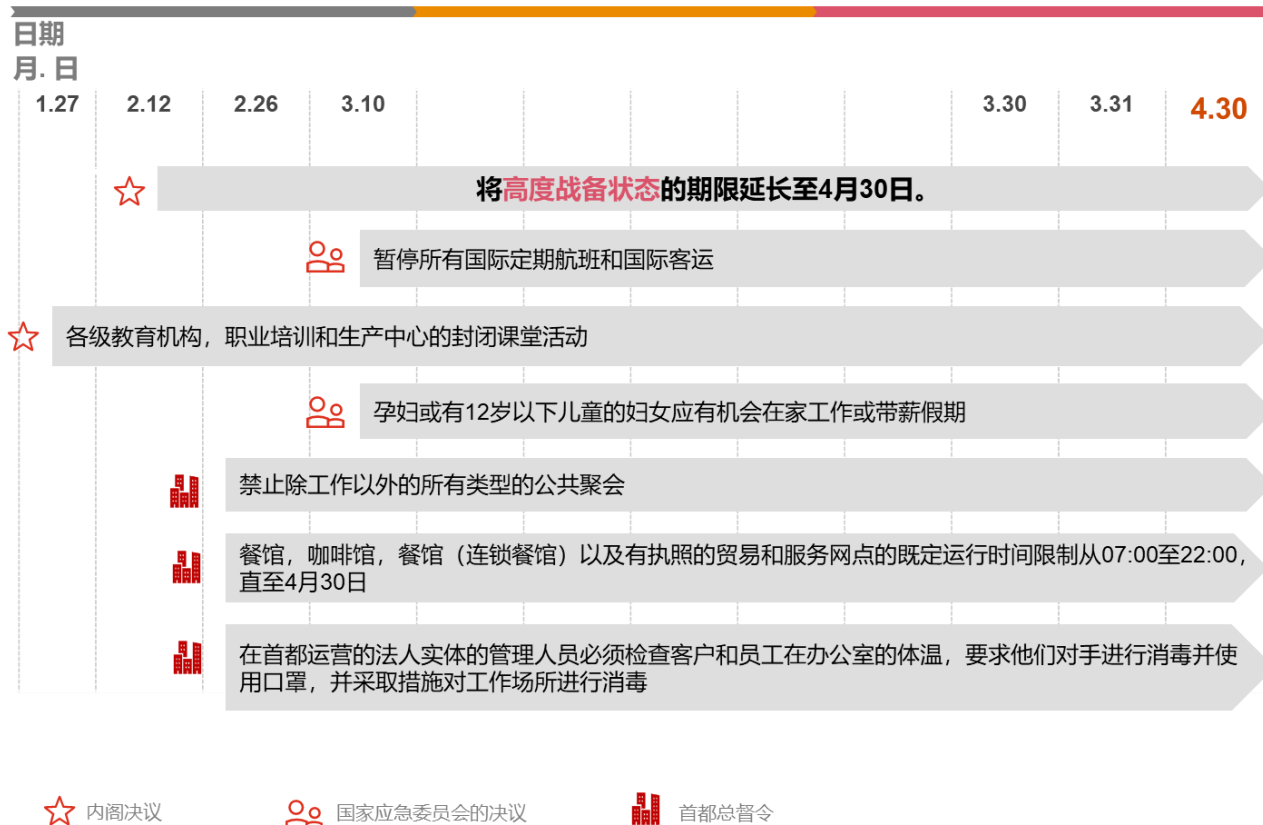 日期
月. 日
1.27 2.12 2.26 3.10 3.30 3.31 4.30
将高度战备状态的期限延长至4月30日。
暂停所有国际定期航班和国际客运
各级教育机构，职业培训和生产中心的封闭课堂活动
孕妇或有12岁以下儿童的妇女应有机会在家工作或带薪假期
禁止除工作以外的所有类型的公共聚会
餐馆，咖啡馆，餐馆（连锁餐馆）以及有执照的贸易和服务网点的既定运行时间限制从07:00至22:00，
直至4月30日
在首都运营的法人实体的管理人员必须检查客户和员工在办公室的体温，要求他们对手进行消毒并使
用口罩，并采取措施对工作场所进行消毒
内阁决议 国家应急委员会的决议 首都总督令